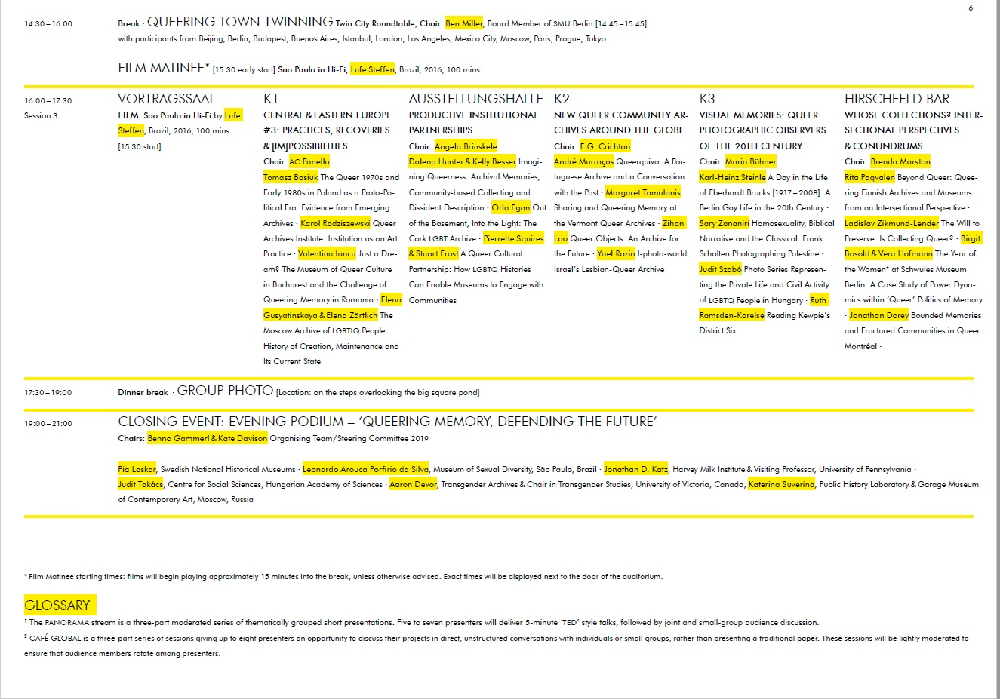 6
14:30 – 16:00
Break · QUEERING TOWN TWINNING Twin City Roundtable, Chair: Ben Miller, Board Member of SMU Berlin [14:45 – 15:45]
with participants from Beijing, Berlin, Budapest, Buenos Aires, Istanbul, London, Los Angeles, Mexico City, Moscow, Paris, Prague, Tokyo
FILM MATINEE* [15:30 early start] Sao Paulo in Hi-Fi, Lufe Steffen, Brazil, 2016, 100 mins.
16:00 – 17:30
Session 3
VORTRAGSSAAL
FILM: Sao Paulo in Hi-Fi by Lufe
Steffen, Brazil, 2016, 100 mins.
[15:30 start]
K1
CENTRAL & EASTERN EUROPE
#3: PRACTICES, RECOVERIES
& [IM]POSSIBILITIES
Chair: AC Panella
Tomasz Basiuk The Queer 1970s and
Early 1980s in Poland as a Proto-Po-
litical Era: Evidence from Emerging
Archives · Karol Radziszewski Queer
Archives Institute: Institution as an Art
Practice · Valentina Iancu Just a Dre-
am? The Museum of Queer Culture
in Bucharest and the Challenge of
Queering Memory in Romania · Elena
Gusyatinskaya & Elena Zärtlich The
Moscow Archive of LGBTIQ People:
History of Creation, Maintenance and
Its Current State
AUSSTELLUNGSHALLE
PRODUCTIVE INSTITUTIONAL
PARTNERSHIPS
Chair: Angela Brinskele
Dalena Hunter & Kelly Besser Imagi-
ning Queerness: Archival Memories,
Community-based Collecting and
Dissident Description · Orla Egan Out
of the Basement, Into the Light: The
Cork LGBT Archive · Pierrette Squires
& Stuart Frost A Queer Cultural
Partnership: How LGBTQ Histories
Can Enable Museums to Engage with
Communities
K2
NEW QUEER COMMUNITY AR-
CHIVES AROUND THE GLOBE
Chair: E.G. Crichton
André Murraças Queerquivo: A Por-
tuguese Archive and a Conversation
with the Past · Margaret Tamulonis
Sharing and Queering Memory at
the Vermont Queer Archives · Zihan
Loo Queer Objects: An Archive for
the Future · Yael Rozin I-photo-world:
Israel's Lesbian-Queer Archive
K3
VISUAL MEMORIES: QUEER
PHOTOGRAPHIC OBSERVERS
OF THE 20TH CENTURY
Chair: Maria Bühner
Karl-Heinz Steinle A Day in the Life
of Eberhardt Brucks [1917 – 2008]: A
Berlin Gay Life in the 20th Century ·
Sary Zananiri Homosexuality, Biblical
Narrative and the Classical: Frank
Scholten Photographing Palestine ·
Judit Szabó Photo Series Represen-
ting the Private Life and Civil Activity
of LGBTQ People in Hungary · Ruth
Ramsden-Karelse Reading Kewpie's
District Six
HIRSCHFELD BAR
WHOSE COLLECTIONS? INTER-
SECTIONAL PERSPECTIVES
& CONUNDRUMS
Chair: Brenda Marston
Rita Paqvalen Beyond Queer: Quee-
ring Finnish Archives and Museums
from an Intersectional Perspective ·
Ladislav Zikmund-Lender The Will to
Preserve: Is Collecting Queer? · Birgit
Bosold & Vera Hofmann The Year of
the Women* at Schwules Museum
Berlin: A Case Study of Power Dyna-
mics within 'Queer' Politics of Memory
· Jonathan Dorey Bounded Memories
and Fractured Communities in Queer
Montréal ·
17:30 – 19:00
Dinner break · GROUP PHOTO [Location: on the steps overlooking the big square pond]
19:00 – 21:00
CLOSING EVENT: EVENING PODIUM – 'QUEERING MEMORY, DEFENDING THE FUTURE'
Chairs: Benno Gammerl & Kate Davison Organising Team/Steering Committee 2019
Pia Laskar, Swedish National Historical Museums · Leonardo Arouca Porfirio da Silva, Museum of Sexual Diversity, São Paulo, Brazil · Jonathan D. Katz, Harvey Milk Institute & Visiting Professor, University of Pennsylvania ·
Judit Takács, Centre for Social Sciences, Hungarian Academy of Sciences · Aaron Devor, Transgender Archives & Chair in Transgender Studies, University of Victoria, Canada, Katerina Suverina, Public History Laboratory & Garage Museum
of Contemporary Art, Moscow, Russia
* Film Matinee starting times: films will begin playing approximately 15 minutes into the break, unless otherwise advised. Exact times will be displayed next to the door of the auditorium.
GLOSSARY
¹ The PANORAMA stream is a three-part moderated series of thematically grouped short presentations. Five to seven presenters will deliver 5-minute 'TED' style talks, followed by joint and small-group audience discussion.
² CAFÉ GLOBAL is a three-part series of sessions giving up to eight presenters an opportunity to discuss their projects in direct, unstructured conversations with individuals or small groups, rather than presenting a traditional paper. These sessions will be lightly moderated to
ensure that audience members rotate among presenters.